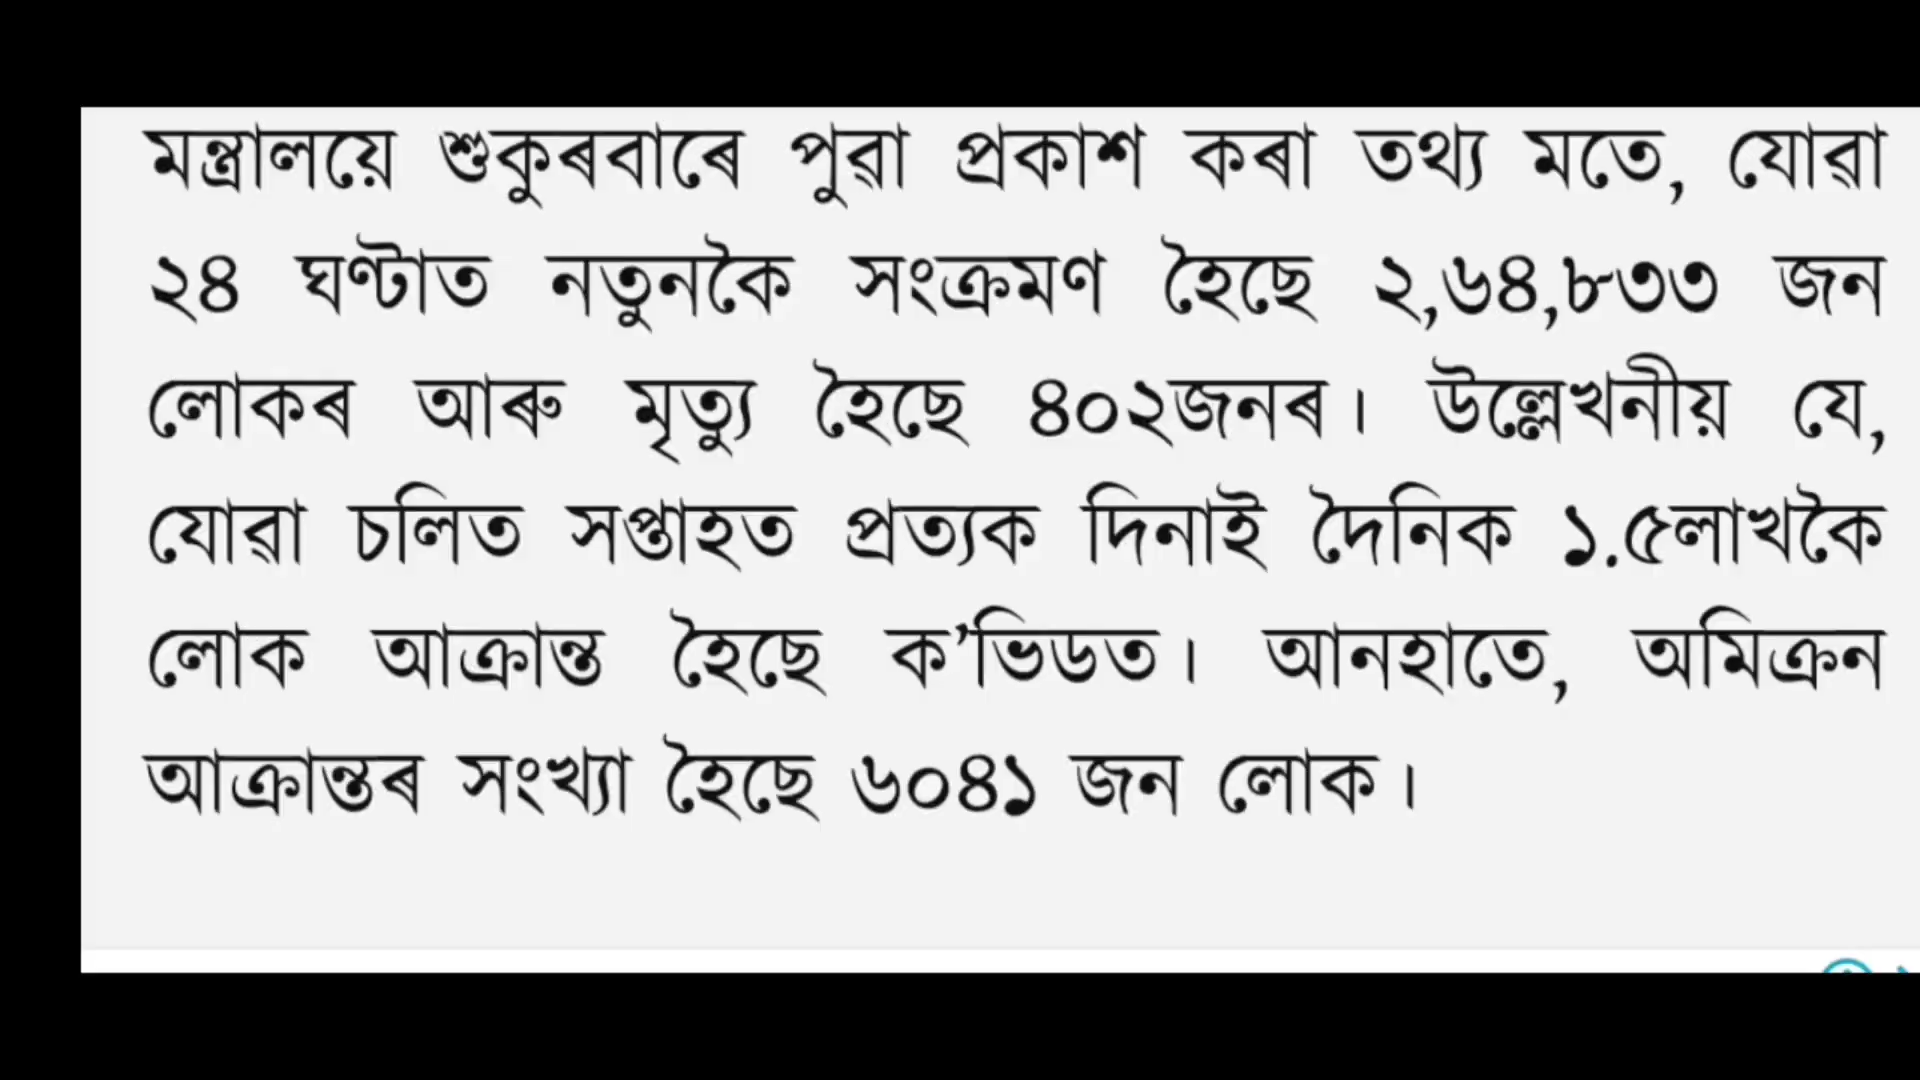 মন্ত্ৰালয়ে শুকুৰবাৰে পুৱা প্ৰকাশ কৰা তথ্য মতে, যোৱা
২৪ ঘণ্টাত নতুনকৈ সংক্ৰমণ হৈছে ২,৬৪,৮৩৩ জন
লোকৰ আৰু মৃত্যু হৈছে ৪০২জনৰ। উল্লেখনীয় যে,
যোৱা চলিত সপ্তাহত প্ৰত্যক দিনাই দৈনিক ১.৫লাখকৈ
লোক আক্ৰান্ত হৈছে ক’ভিডত। আনহাতে, অমিক্ৰন
আক্ৰান্তৰ সংখ্যা হৈছে ৬০৪১ জন লোক।